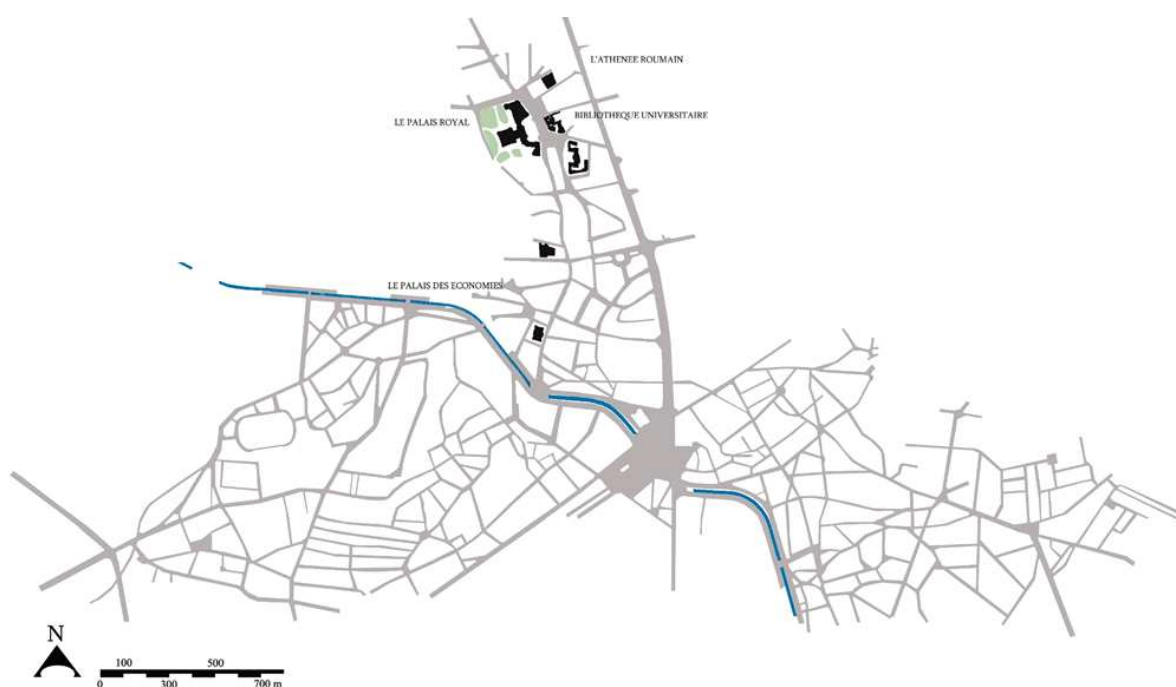 L'ATHENEE ROUMAIN
BIBLIOTHEQUE UNIVERSITAIRE
LE PALAIS ROYAL
LE PALAIS DES ECONOMIES
N
100 500
0 300 700 m